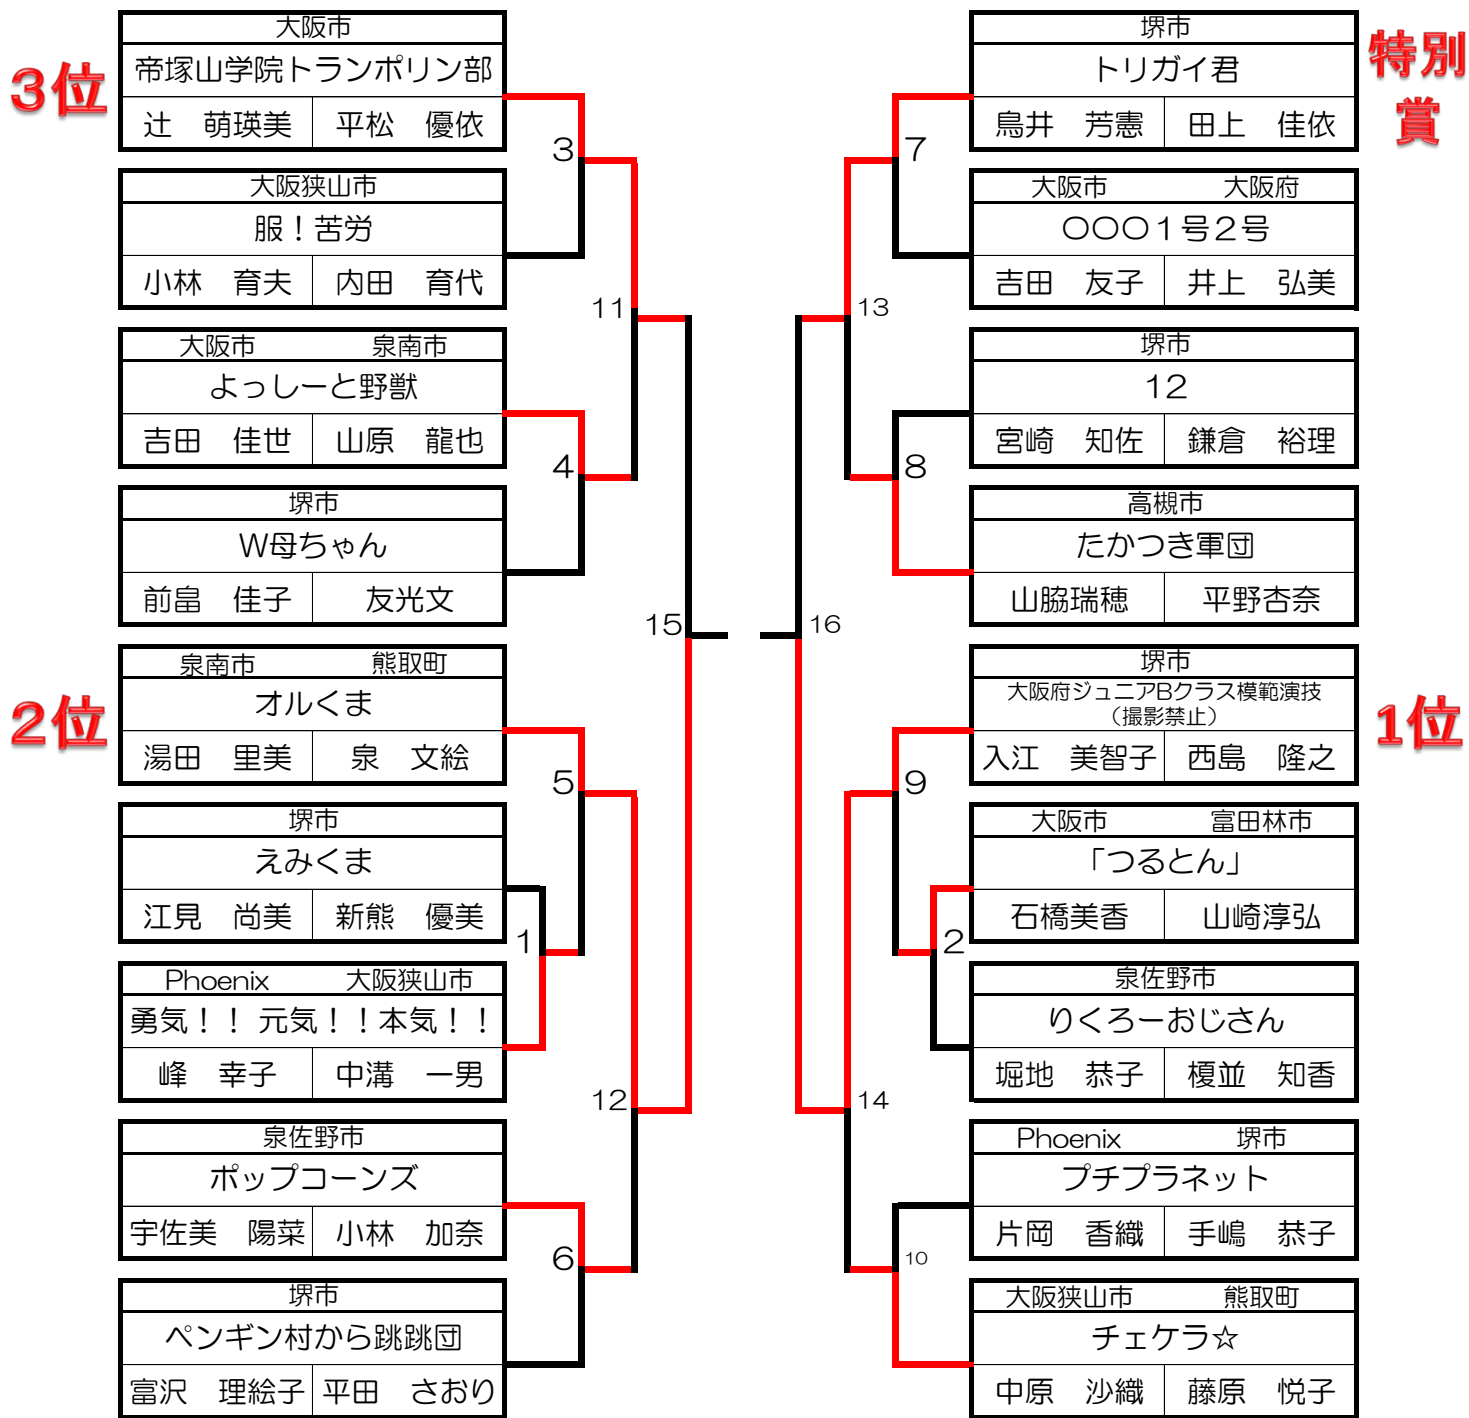 3位
大阪市
帝塚山学院トランポリン部
辻　萌瑛美　平松　優依
大阪狭山市
服！苦労
小林　育夫　内田　育代
大阪市　泉南市
よっしーと野獣
吉田　佳世　山原　龍也
堺市
W母ちゃん
前畠　佳子　友光文
2位
泉南市　熊取町
オルくま
湯田　里美　泉　文絵
堺市
えみくま
江見　尚美　新熊　優美
Phoenix　大阪狭山市
勇気！！ 元気！！本気！！
峰　幸子　中溝　一男
泉佐野市
ポップコーンズ
宇佐美　陽菜　小林　加奈
堺市
ペンギン村から跳跳団
富沢　理絵子　平田　さおり
3
11
4
15
5
1
12
6
特別
賞
堺市
トリガイ君
鳥井　芳憲　田上　佳依
大阪市　大阪府
〇〇〇１号２号
吉田　友子　井上　弘美
堺市
12
宮崎　知佐　鎌倉　裕理
高槻市
たかつき軍団
山脇瑞穂　平野杏奈
1位
堺市
大阪府ジュニアBクラス模範演技
（撮影禁止）
入江　美智子　西島　隆之
大阪市　富田林市
「つるとん」
石橋美香　山崎淳弘
泉佐野市
りくろーおじさん
堀地　恭子　榎並　知香
Phoenix　堺市
プチプラネット
片岡　香織　手嶋　恭子
大阪狭山市　熊取町
チェケラ☆
中原　沙織　藤原　悦子
7
13
8
16
9
2
14
10